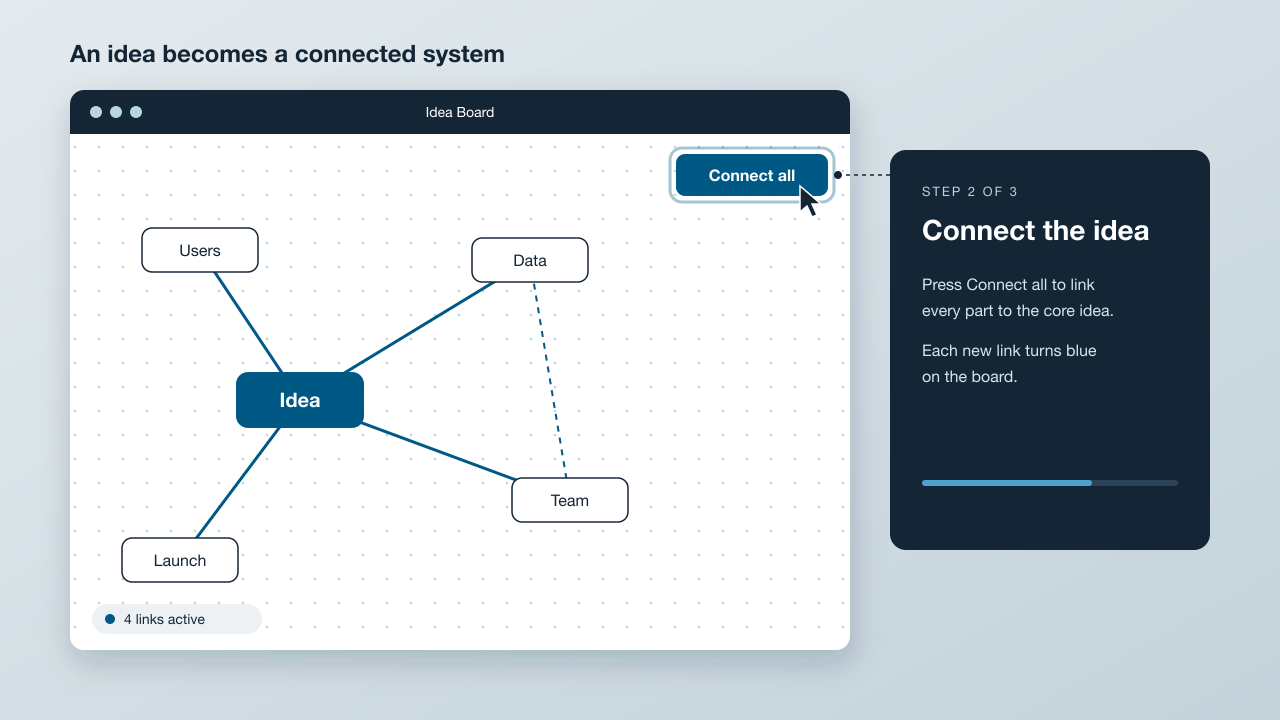 An idea becomes a connected system
Idea Board
Connect all
Users
Data
Idea
Team
Launch
4 links active
STEP 2 OF 3
Connect the idea
Press Connect all to link
every part to the core idea.
Each new link turns blue
on the board.